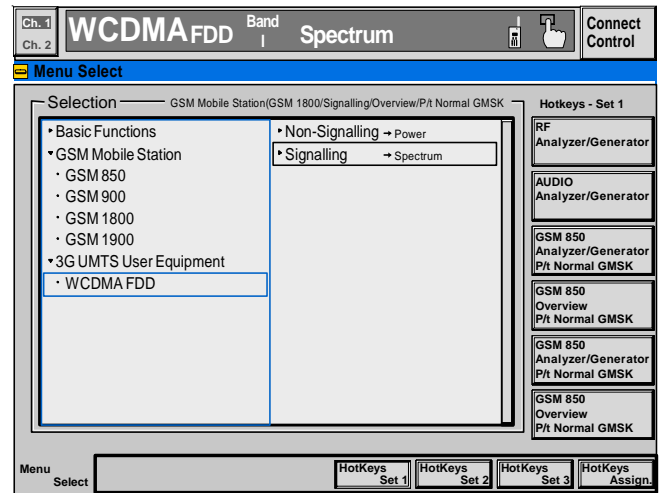 Ch. 1
Ch. 2
WCDMA FDD Band I Spectrum
Connect Control
Menu Select
Selection GSM Mobile Station(GSM 1800/Signalling/Overview/P/t Normal GMSK
Hotkeys - Set 1
Basic Functions
GSM Mobile Station
· GSM 850
· GSM 900
· GSM 1800
· GSM 1900
3G UMTS User Equipment
· WCDMA FDD
Non-Signalling → Power
Signalling → Spectrum
RF
Analyzer/Generator
AUDIO
Analyzer/Generator
GSM 850
Analyzer/Generator
P/t Normal GMSK
GSM 850
Overview
P/t Normal GMSK
GSM 850
Analyzer/Generator
P/t Normal GMSK
GSM 850
Overview
P/t Normal GMSK
Menu Select
HotKeys Set 1
HotKeys Set 2
HotKeys Set 3
HotKeys Assign.